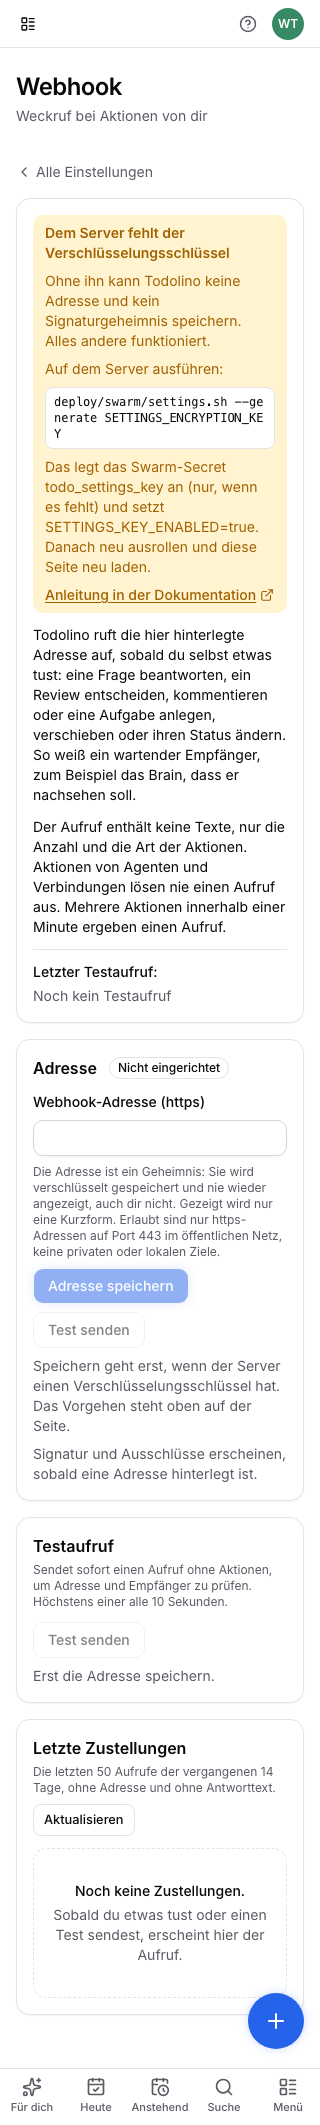 WT
Webhook
Weckruf bei Aktionen von dir
Alle Einstellungen
Dem Server fehlt der
Verschlüsselungsschlüssel
Ohne ihn kann Todolino keine
Adresse und kein
Signaturgeheimnis speichern.
Alles andere funktioniert.
Auf dem Server ausführen:
deploy/swarm/settings.sh --ge
nerate SETTINGS_ENCRYPTION_KE
Y
Das legt das Swarm-Secret
todo_settings_key an (nur, wenn
es fehlt) und setzt
SETTINGS_KEY_ENABLED=true.
Danach neu ausrollen und diese
Seite neu laden.
Anleitung in der Dokumentation
Todolino ruft die hier hinterlegte
Adresse auf, sobald du selbst etwas
tust: eine Frage beantworten, ein
Review entscheiden, kommentieren
oder eine Aufgabe anlegen,
verschieben oder ihren Status ändern.
So weiß ein wartender Empfänger,
zum Beispiel das Brain, dass er
nachsehen soll.
Der Aufruf enthält keine Texte, nur die
Anzahl und die Art der Aktionen.
Aktionen von Agenten und
Verbindungen lösen nie einen Aufruf
aus. Mehrere Aktionen innerhalb einer
Minute ergeben einen Aufruf.
Letzter Testaufruf:
Noch kein Testaufruf
Adresse Nicht eingerichtet
Webhook-Adresse (https)
Die Adresse ist ein Geheimnis: Sie wird
verschlüsselt gespeichert und nie wieder
angezeigt, auch dir nicht. Gezeigt wird nur
eine Kurzform. Erlaubt sind nur https-
Adressen auf Port 443 im öffentlichen Netz,
keine privaten oder lokalen Ziele.
Adresse speichern
Test senden
Speichern geht erst, wenn der Server
einen Verschlüsselungsschlüssel hat.
Das Vorgehen steht oben auf der
Seite.
Signatur und Ausschlüsse erscheinen,
sobald eine Adresse hinterlegt ist.
Testaufruf
Sendet sofort einen Aufruf ohne Aktionen,
um Adresse und Empfänger zu prüfen.
Höchstens einer alle 10 Sekunden.
Test senden
Erst die Adresse speichern.
Letzte Zustellungen
Die letzten 50 Aufrufe der vergangenen 14
Tage, ohne Adresse und ohne Antworttext.
Aktualisieren
Noch keine Zustellungen.
Sobald du etwas tust oder einen
Test sendest, erscheint hier der
Aufruf.
Für dich Heute Anstehend Suche Menü